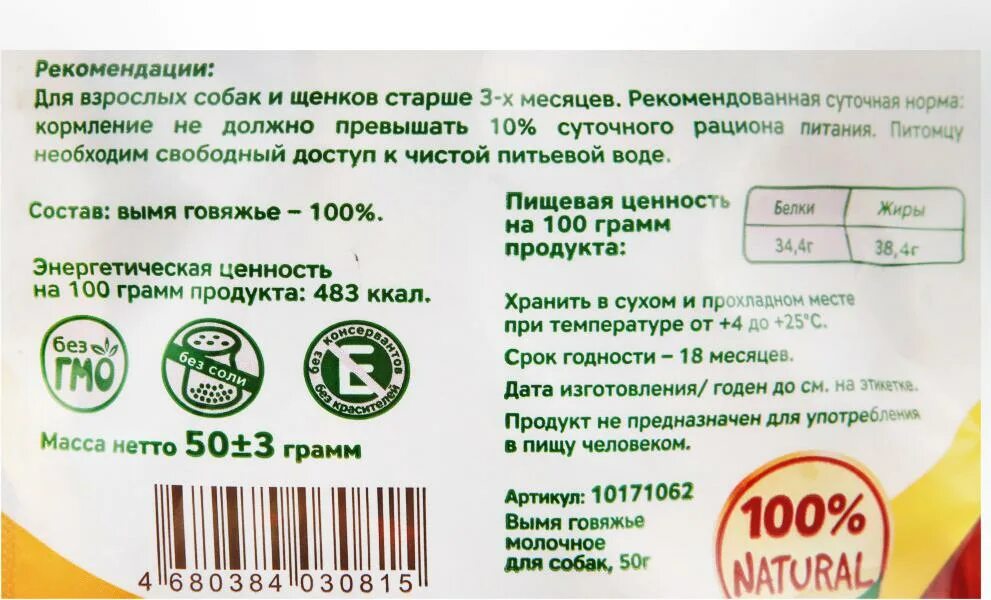 Рекомендации:
Для взрослых собак и щенков старше 3-х месяцев. Рекомендованная суточная норма:
кормление не должно превышать 10% суточного рациона питания. Питомцу
необходим свободный доступ к чистой питьевой воде.
Состав: вымя говяжье – 100%.
Энергетическая ценность
на 100 грамм продукта: 483 ккал.
без
ГМО
без соли
без консервантов
Е
без красителей
Масса нетто 50±3 грамм
4 680384 030815
Пищевая ценность
на 100 грамм
продукта:
Белки Жиры
34,4г 38,4г
Хранить в сухом и прохладном месте
при температуре от +4 до +25°С.
Срок годности – 18 месяцев.
Дата изготовления/ годен до см. на этикетке.
Продукт не предназначен для употребления
в пищу человеком.
Артикул: 10171062
Вымя говяжье
молочное
для собак, 50г
100%
NATURAL